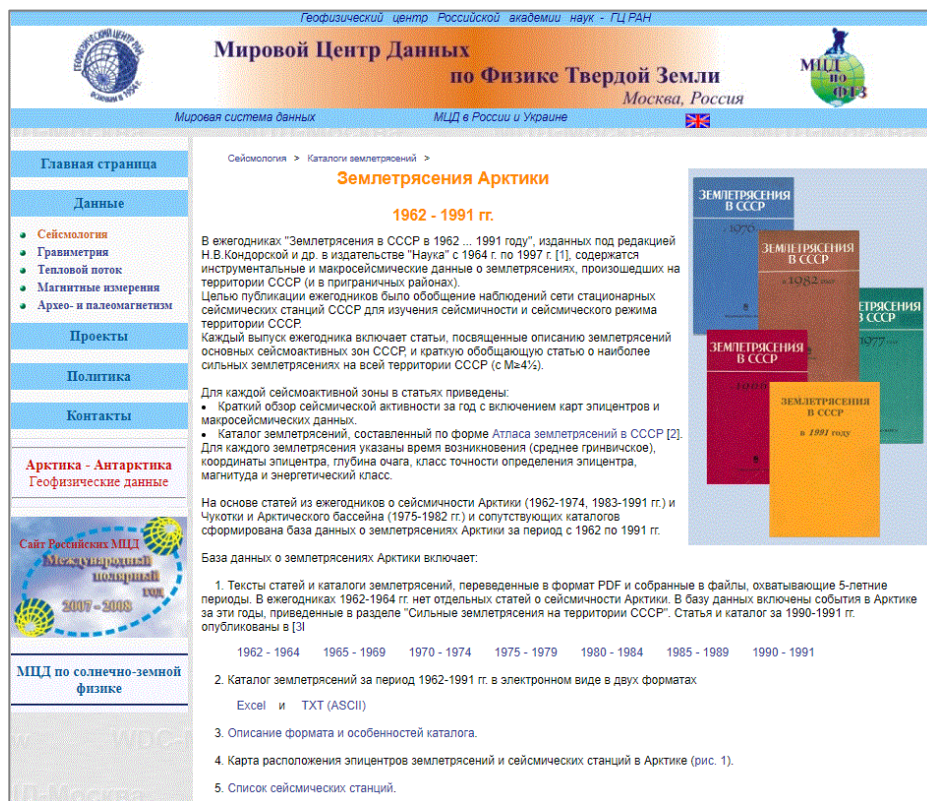 Геофизический центр Российской академии наук - ГЦ РАН
Мировой Центр Данных
по Физике Твердой Земли
Москва, Россия
МЦД
по
ФТЗ
Мировая система данных
МЦД в России и Украине
Главная страница
Данные
Сейсмология
Гравиметрия
Тепловой поток
Магнитные измерения
Архео- и палеомагнетизм
Проекты
Политика
Контакты
Арктика - Антарктика
Геофизические данные
Сайт Российских МЦД
Международный
полярный
год
2007 - 2008
МЦД по солнечно-земной
физике
Сейсмология > Каталоги землетрясений >
Землетрясения Арктики
1962 - 1991 гг.
В ежегодниках "Землетрясения в СССР в 1962 ... 1991 году", изданных под редакцией
Н.В.Кондорской и др. в издательстве "Наука" с 1964 г. по 1997 г. [1], содержатся
инструментальные и макросейсмические данные о землетрясениях, произошедших на
территории СССР (и в приграничных районах).
Целью публикации ежегодников было обобщение наблюдений сети стационарных
сейсмических станций СССР для изучения сейсмичности и сейсмического режима
территории СССР.
Каждый выпуск ежегодника включает статьи, посвященные описанию землетрясений
основных сейсмоактивных зон СССР, и краткую обобщающую статью о наиболее
сильных землетрясениях на всей территории СССР (с M≥4½).
Для каждой сейсмоактивной зоны в статьях приведены:
• Краткий обзор сейсмической активности за год с включением карт эпицентров и
макросейсмических данных.
• Каталог землетрясений, составленный по форме Атласа землетрясений в СССР [2].
Для каждого землетрясения указаны время возникновения (среднее гринвичское),
координаты эпицентра, глубина очага, класс точности определения эпицентра,
магнитуда и энергетический класс.
На основе статей из ежегодников о сейсмичности Арктики (1962-1974, 1983-1991 гг.) и
Чукотки и Арктического бассейна (1975-1982 гг.) и сопутствующих каталогов
сформирована база данных о землетрясениях Арктики за период с 1962 по 1991 гг.
База данных о землетрясениях Арктики включает:
1. Тексты статей и каталоги землетрясений, переведенные в формат PDF и собранные в файлы, охватывающие 5-летние
периоды. В ежегодниках 1962-1964 гг. нет отдельных статей о сейсмичности Арктики. В базу данных включены события в Арктике
за эти годы, приведенные в разделе "Сильные землетрясения на территории СССР". Статья и каталог за 1990-1991 гг.
опубликованы в [3]
1962 - 1964 1965 - 1969 1970 - 1974 1975 - 1979 1980 - 1984 1985 - 1989 1990 - 1991
2. Каталог землетрясений за период 1962-1991 гг. в электронном виде в двух форматах
Excel и TXT (ASCII)
3. Описание формата и особенностей каталога.
4. Карта расположения эпицентров землетрясений и сейсмических станций в Арктике (рис. 1).
5. Список сейсмических станций.
ЗЕМЛЕТРЯСЕНИЯ
В СССР
1976
ЗЕМЛЕТРЯСЕНИЯ
В СССР
1982
ЕТРЯСЕНИЯ
СССР
1977
ЗЕМЛЕТРЯСЕНИЯ
В СССР
ЗЕМЛЕТРЯСЕНИЯ
В СССР
в 1991 году